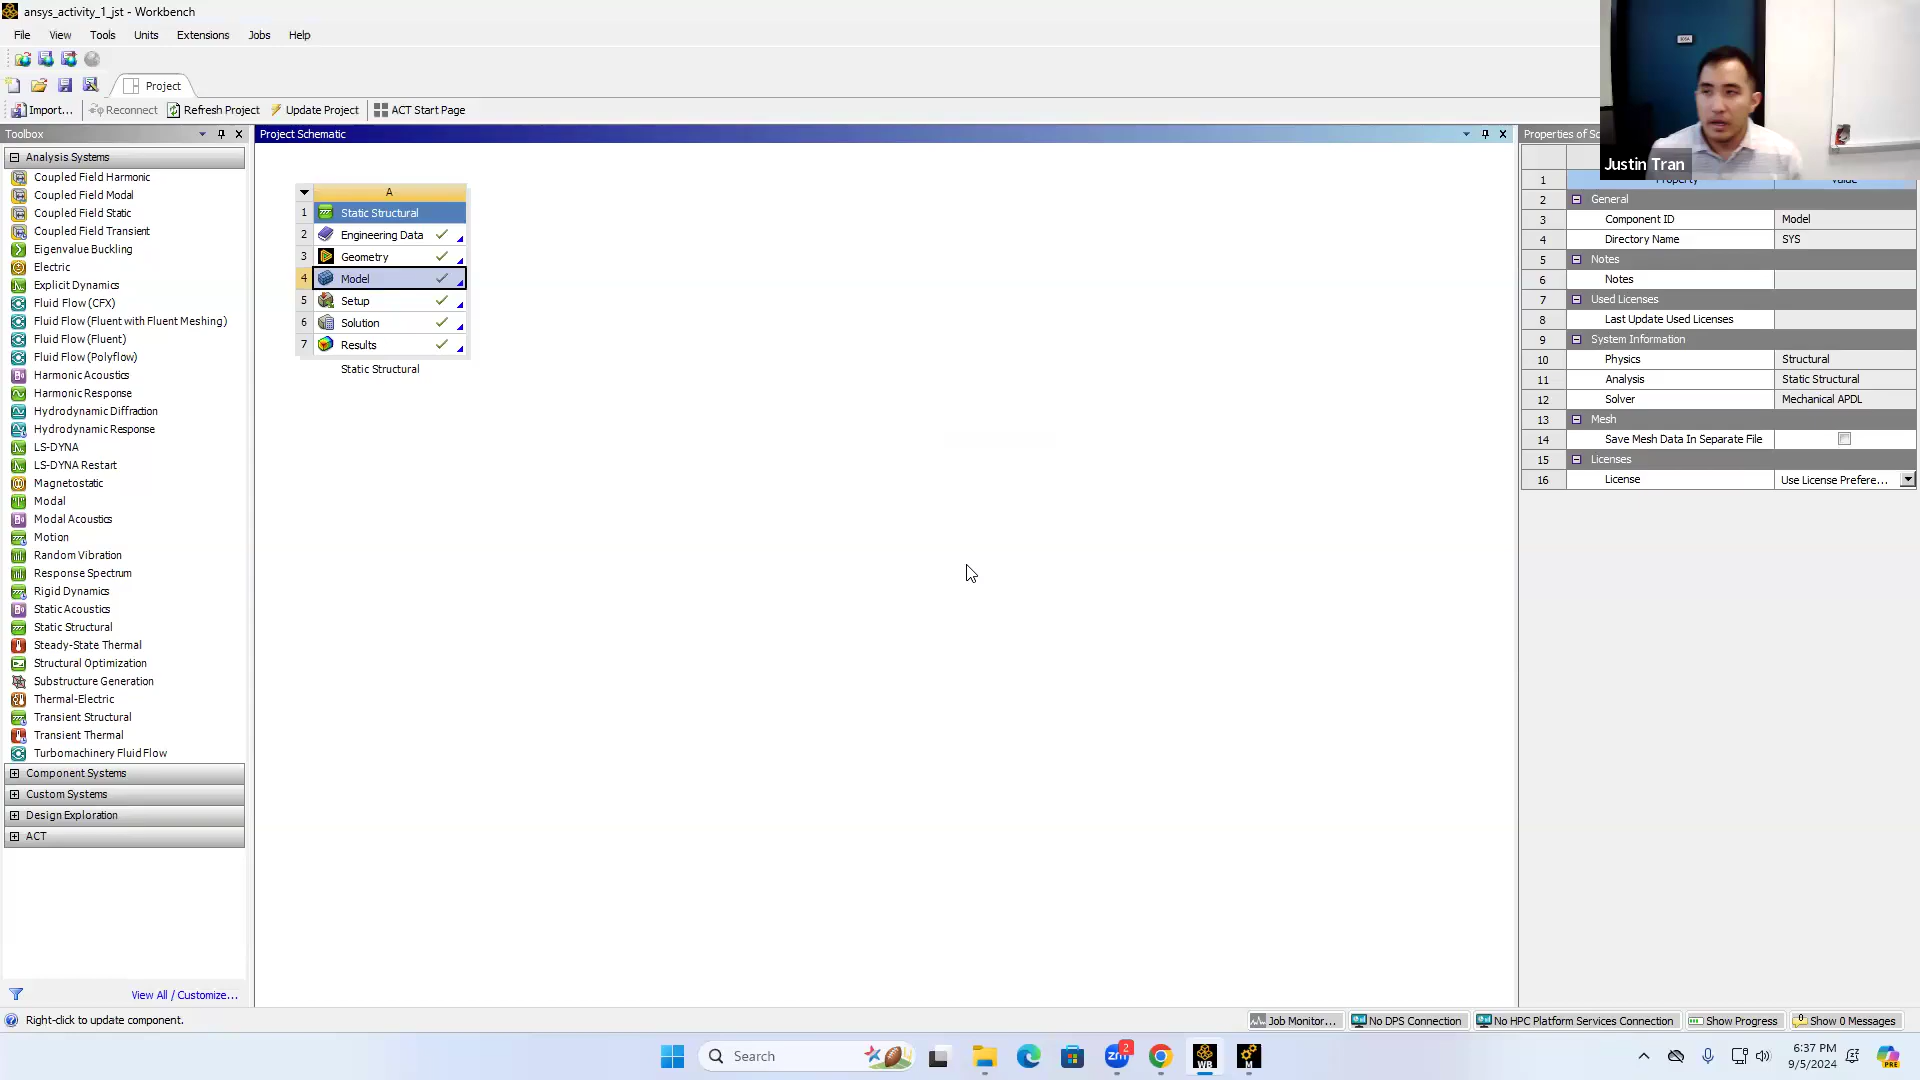 ansys_activity_1_jst - Workbench
File View Tools Units Extensions Jobs Help
Project
Import... Reconnect Refresh Project Update Project ACT Start Page
Toolbox
Analysis Systems
Coupled Field Harmonic
Coupled Field Modal
Coupled Field Static
Coupled Field Transient
Eigenvalue Buckling
Electric
Explicit Dynamics
Fluid Flow (CFX)
Fluid Flow (Fluent with Fluent Meshing)
Fluid Flow (Fluent)
Fluid Flow (Polyflow)
Harmonic Acoustics
Harmonic Response
Hydrodynamic Diffraction
Hydrodynamic Response
LS-DYNA
LS-DYNA Restart
Magnetostatic
Modal
Modal Acoustics
Motion
Random Vibration
Response Spectrum
Rigid Dynamics
Static Acoustics
Static Structural
Steady-State Thermal
Structural Optimization
Substructure Generation
Thermal-Electric
Transient Structural
Transient Thermal
Turbomachinery Fluid Flow
Component Systems
Custom Systems
Design Exploration
ACT
View All / Customize...
Project Schematic
A
1 Static Structural
2 Engineering Data
3 Geometry
4 Model
5 Setup
6 Solution
7 Results
Static Structural
Properties of Sc
Justin Tran
1 Property Value
2 General
3 Component ID Model
4 Directory Name SYS
5 Notes
6 Notes
7 Used Licenses
8 Last Update Used Licenses
9 System Information
10 Physics Structural
11 Analysis Static Structural
12 Solver Mechanical APDL
13 Mesh
14 Save Mesh Data In Separate File
15 Licenses
16 License Use License Prefere...
Right-click to update component.
Job Monitor... No DPS Connection No HPC Platform Services Connection Show Progress Show 0 Messages
Search
zm 2
WB
M
6:37 PM
9/5/2024
PRE